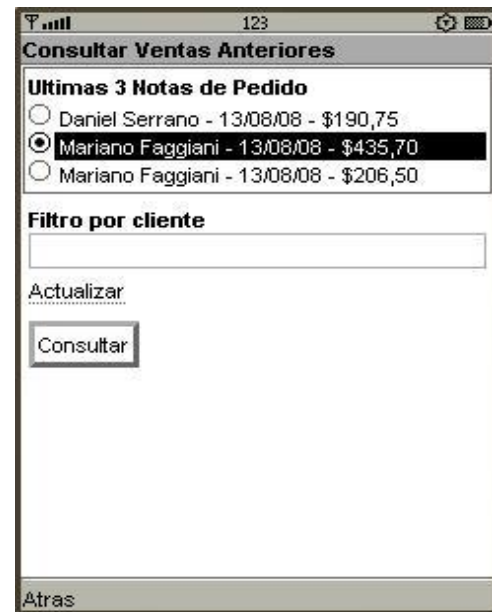 123
Consultar Ventas Anteriores
Ultimas 3 Notas de Pedido
Daniel Serrano - 13/08/08 - $190,75
Mariano Faggiani - 13/08/08 - $435,70
Mariano Faggiani - 13/08/08 - $206,50
Filtro por cliente
Actualizar
Consultar
Atras